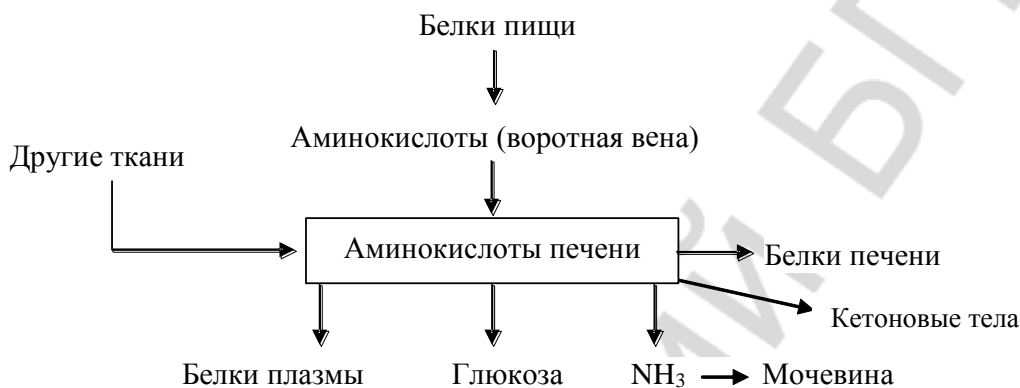 Белки пищи
Аминокислоты (воротная вена)
Другие ткани
Аминокислоты печени
Белки печени
Кетоновые тела
Белки плазмы Глюкоза NH₃ Мочевина